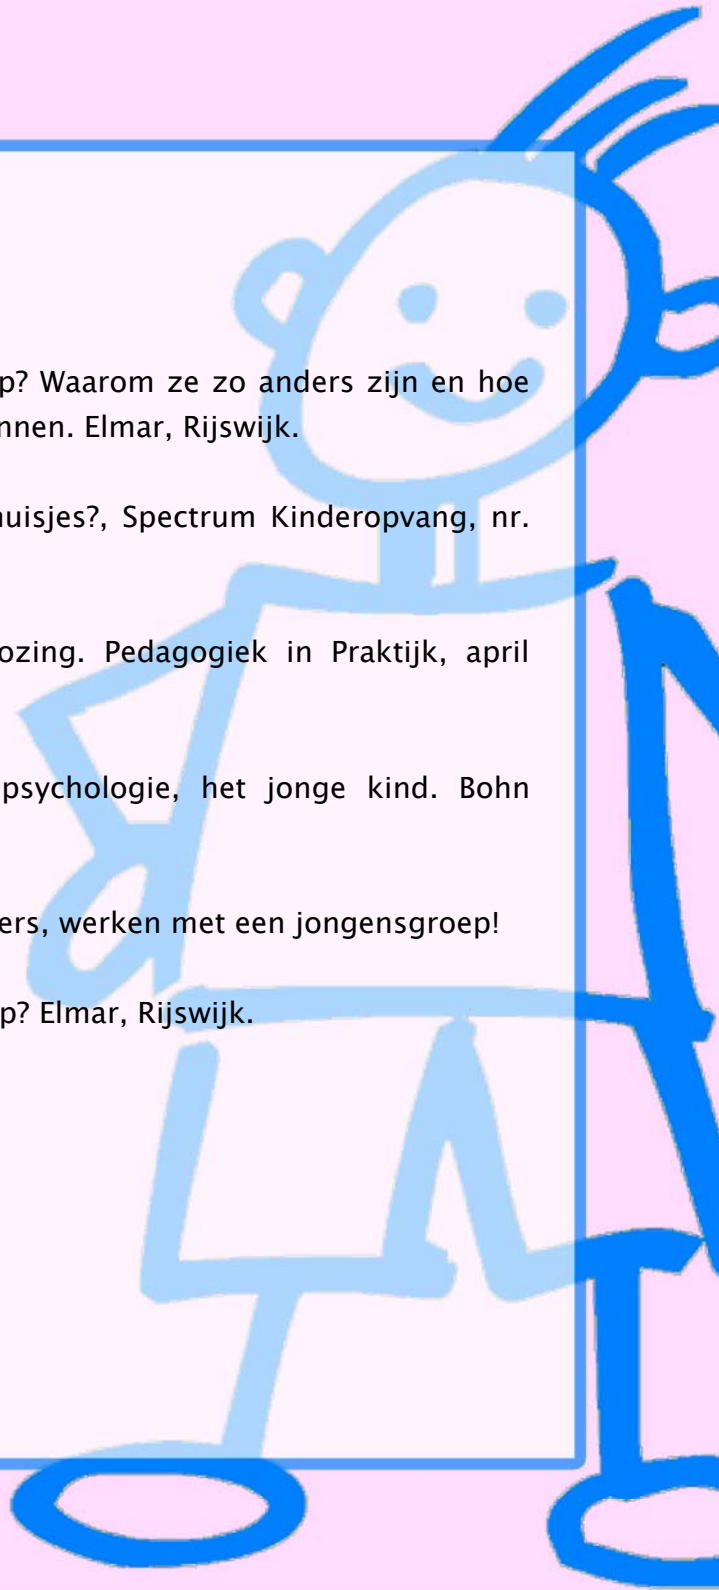 p? Waarom ze zo anders zijn en hoe
nnen. Elmar, Rijswijk.
uisjes?, Spectrum Kinderopvang, nr.
ozing. Pedagogiek in Praktijk, april
psychologie, het jonge kind. Bohn
ers, werken met een jongensgroep!
p? Elmar, Rijswijk.